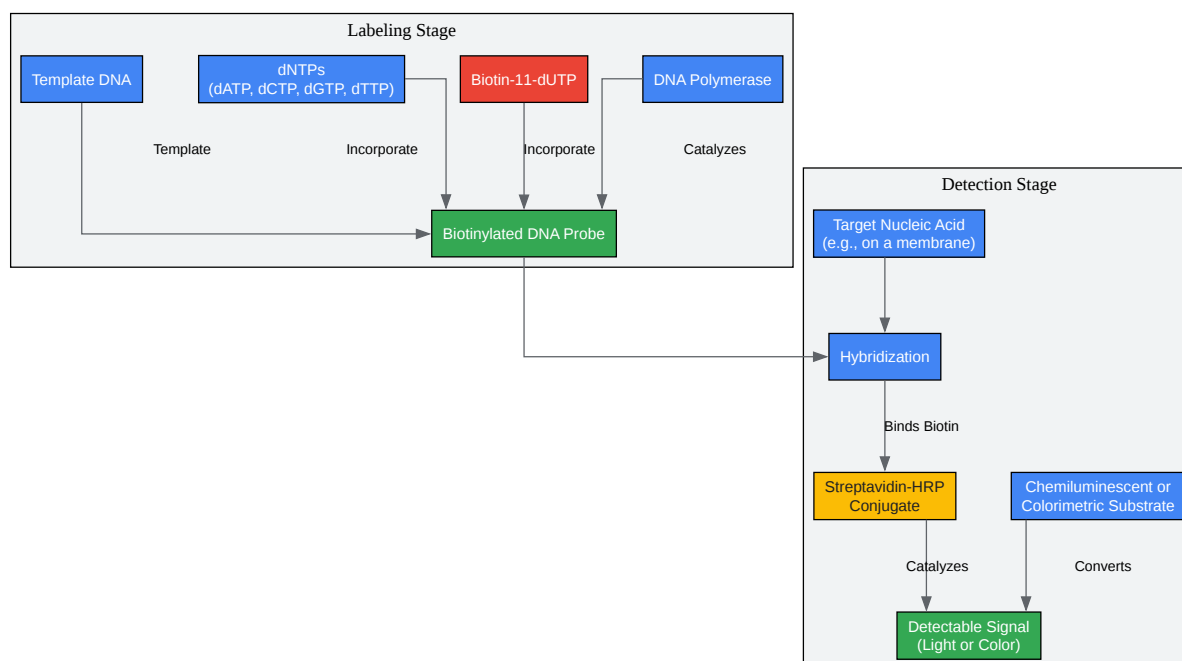 Labeling Stage
Template DNA
dNTPs
(dATP, dCTP, dGTP, dTTP)
Biotin-11-dUTP
DNA Polymerase
Template
Incorporate
Incorporate
Catalyzes
Biotinylated DNA Probe
Detection Stage
Target Nucleic Acid
(e.g., on a membrane)
Hybridization
Binds Biotin
Streptavidin-HRP
Conjugate
Chemiluminescent or
Colorimetric Substrate
Catalyzes
Converts
Detectable Signal
(Light or Color)